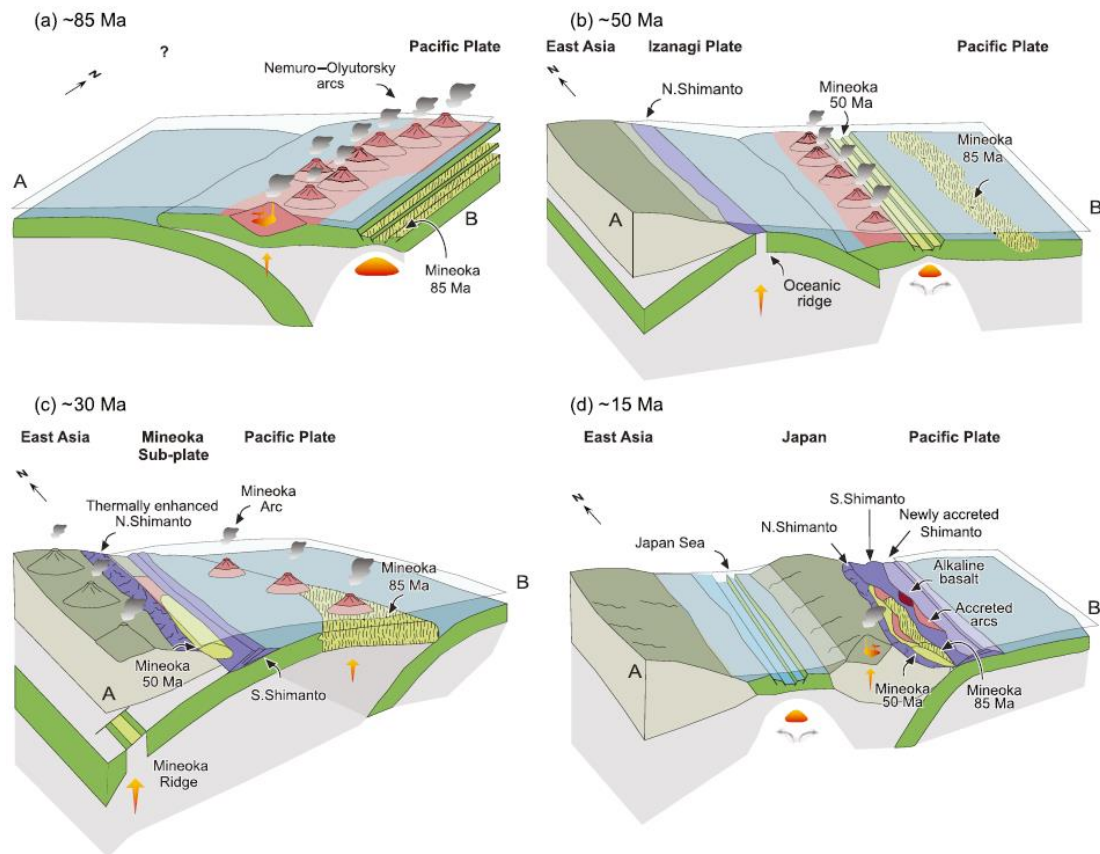 (a) ~85 Ma
?
Pacific Plate
N
Nemuro–Olyutorsky
arcs
A
B
Mineoka
85 Ma
(b) ~50 Ma
East Asia
Izanagi Plate
Pacific Plate
N
N.Shimanto
Mineoka
50 Ma
Mineoka
85 Ma
A
B
Oceanic
ridge
(c) ~30 Ma
East Asia
Mineoka
Sub-plate
Pacific Plate
N
Thermally enhanced
N.Shimanto
Mineoka
Arc
Mineoka
85 Ma
B
Mineoka
50 Ma
A
S.Shimanto
Mineoka
Ridge
(d) ~15 Ma
East Asia
Japan
Pacific Plate
N
S.Shimanto
N.Shimanto
Newly accreted
Shimanto
Japan Sea
Alkaline
basalt
Accreted
arcs
B
A
Mineoka
50 Ma
Mineoka
85 Ma